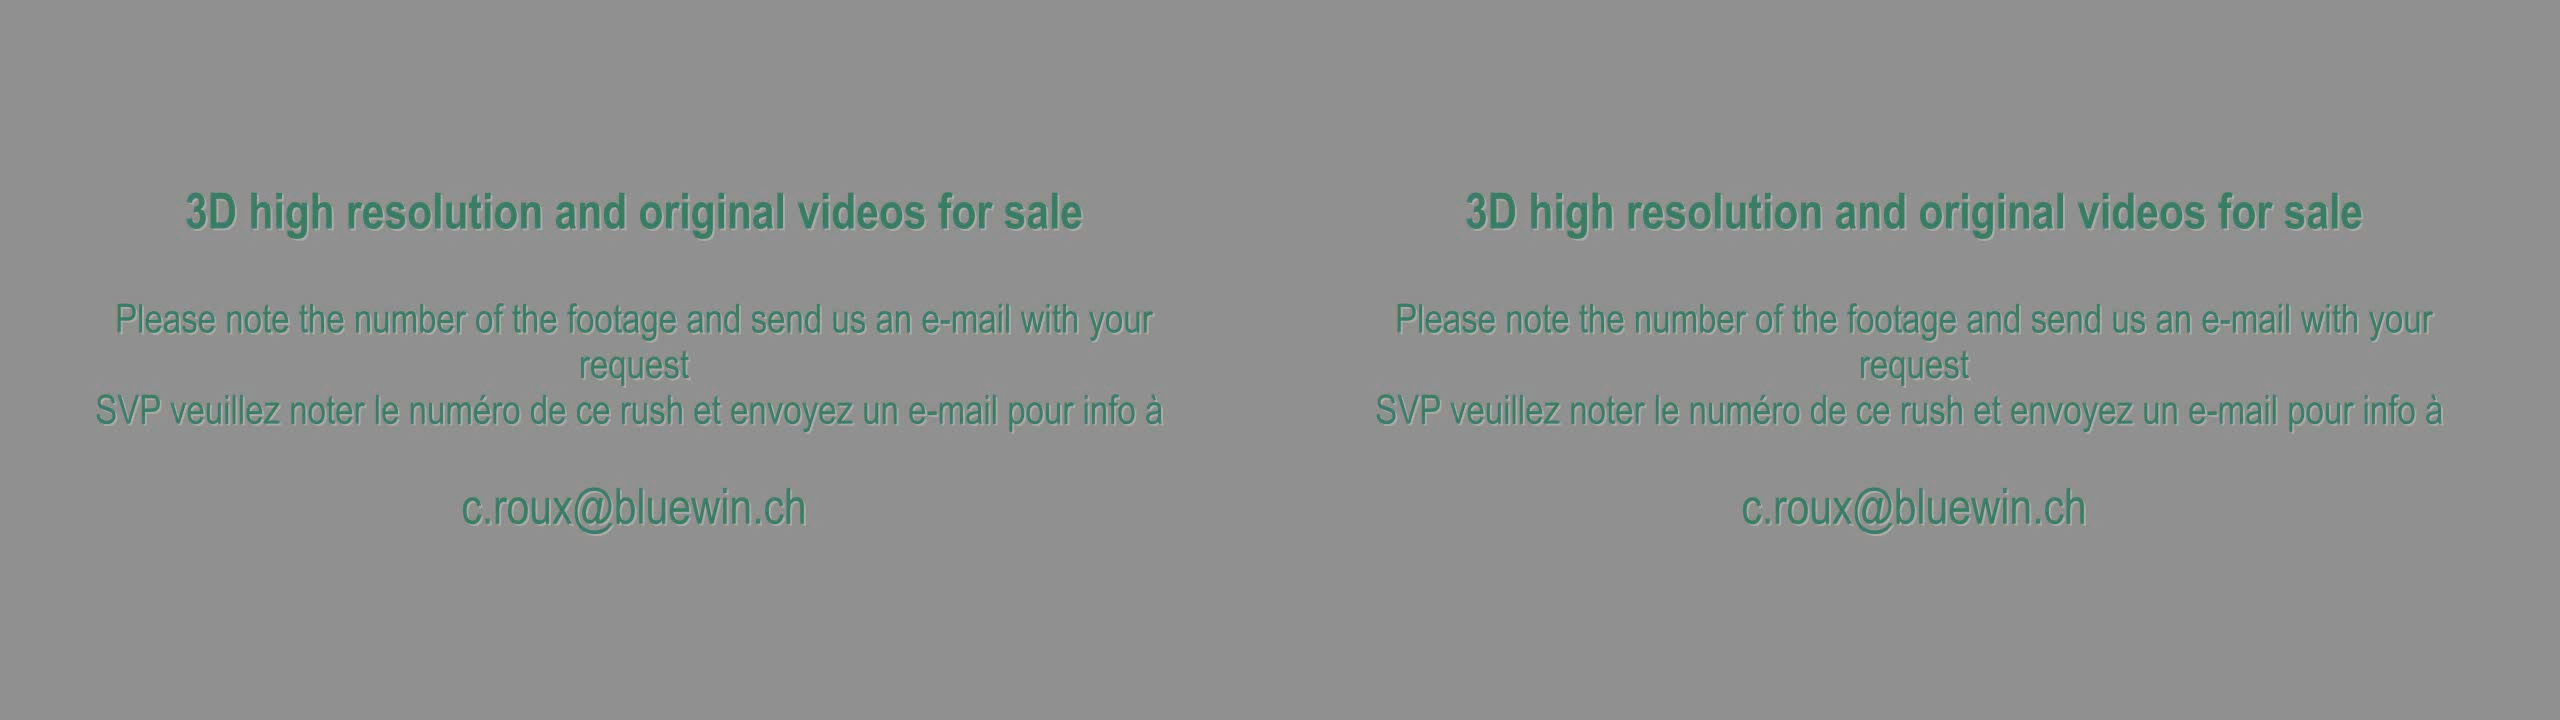 3D high resolution and original videos for sale
Please note the number of the footage and send us an e-mail with your
request
SVP veuillez noter le numéro de ce rush et envoyez un e-mail pour info à
c.roux@bluewin.ch
3D high resolution and original videos for sale
Please note the number of the footage and send us an e-mail with your
request
SVP veuillez noter le numéro de ce rush et envoyez un e-mail pour info à
c.roux@bluewin.ch